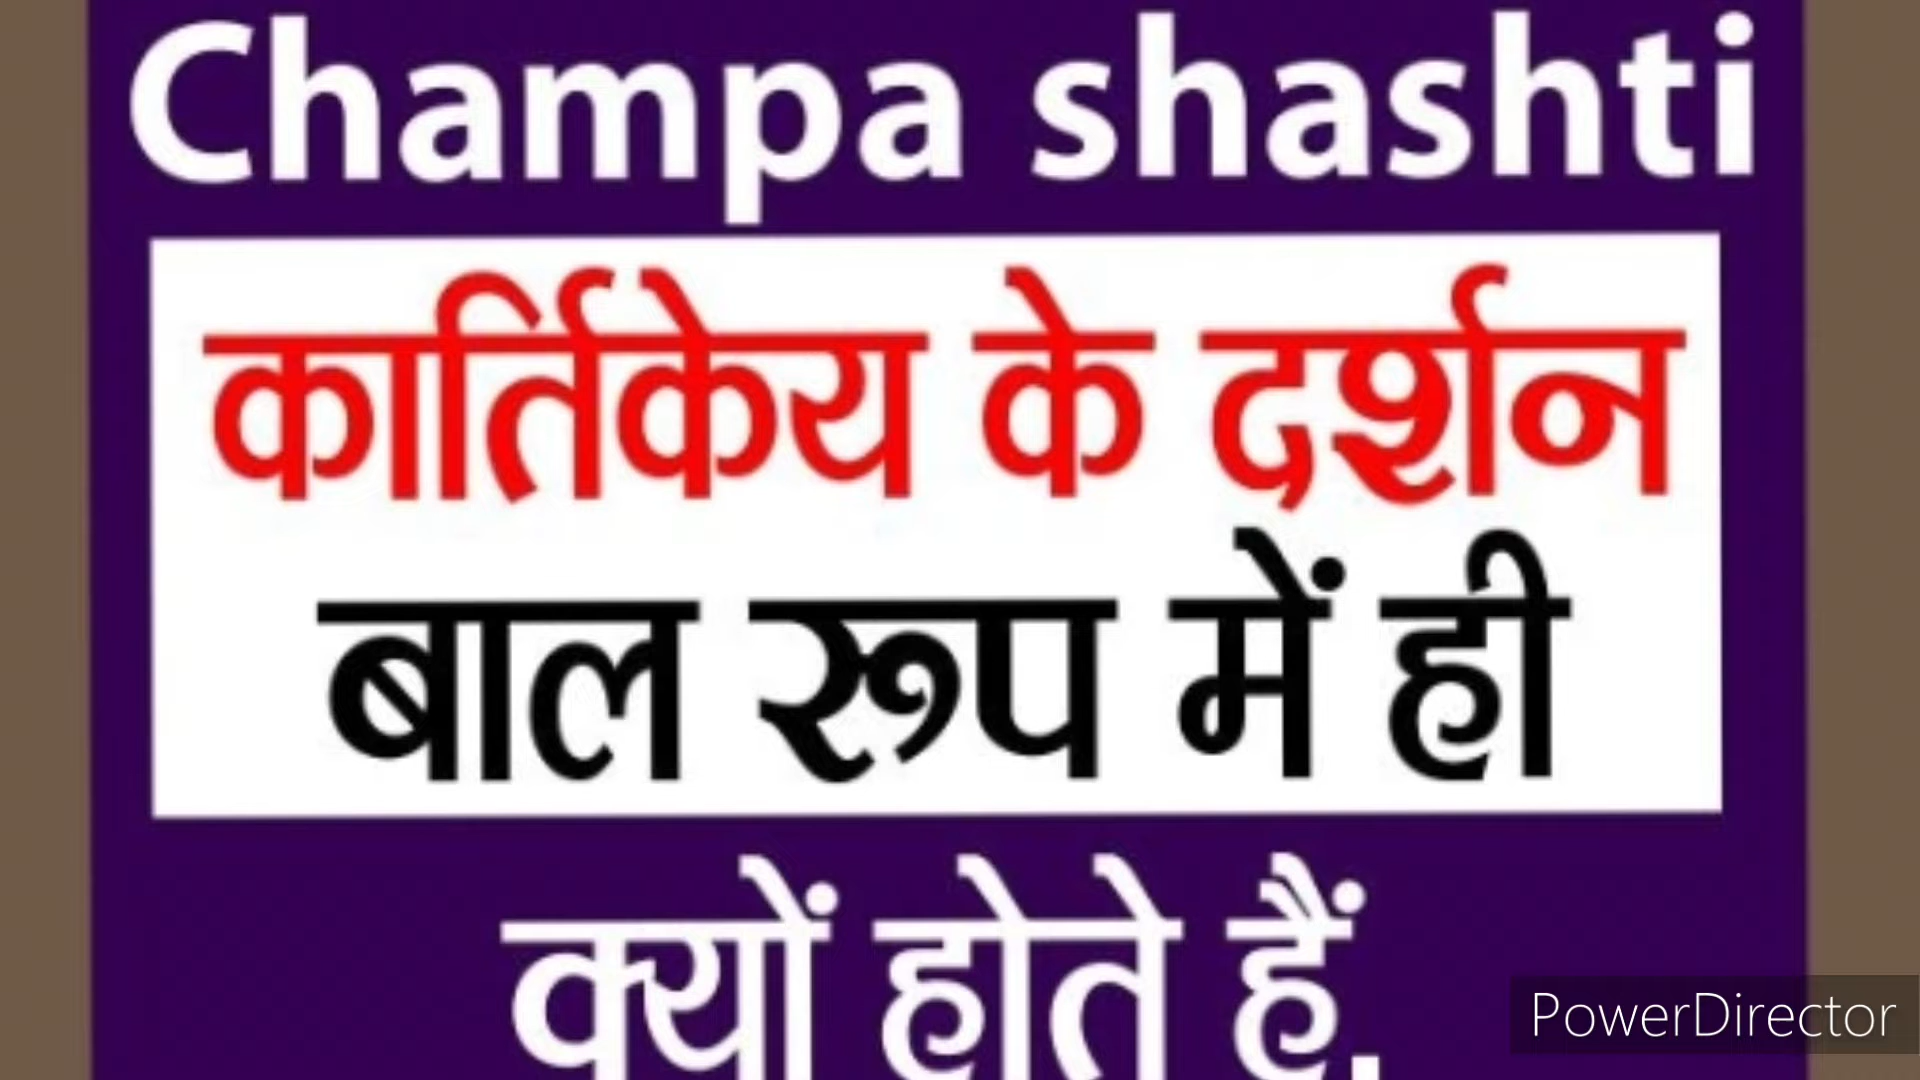 Champa shashti
कार्तिकेय के दर्शन
बाल रूप में ही
क्यों होते हैं.
PowerDirector